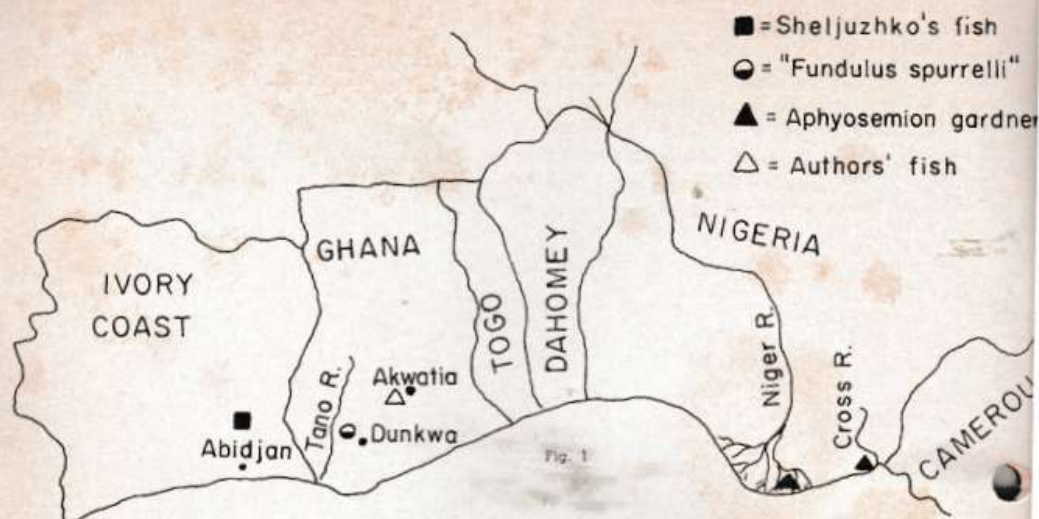 = Sheljuzhko's fish
= "Fundulus spurrelli"
= Aphyosemion gardner
= Authors' fish
NIGERIA
GHANA
IVORY
COAST
TOGO
DAHOMEY
Niger R.
Cross R.
CAMEROU
Tano R.
Akwatia
Dunkwa
Abidjan
Fig. 1